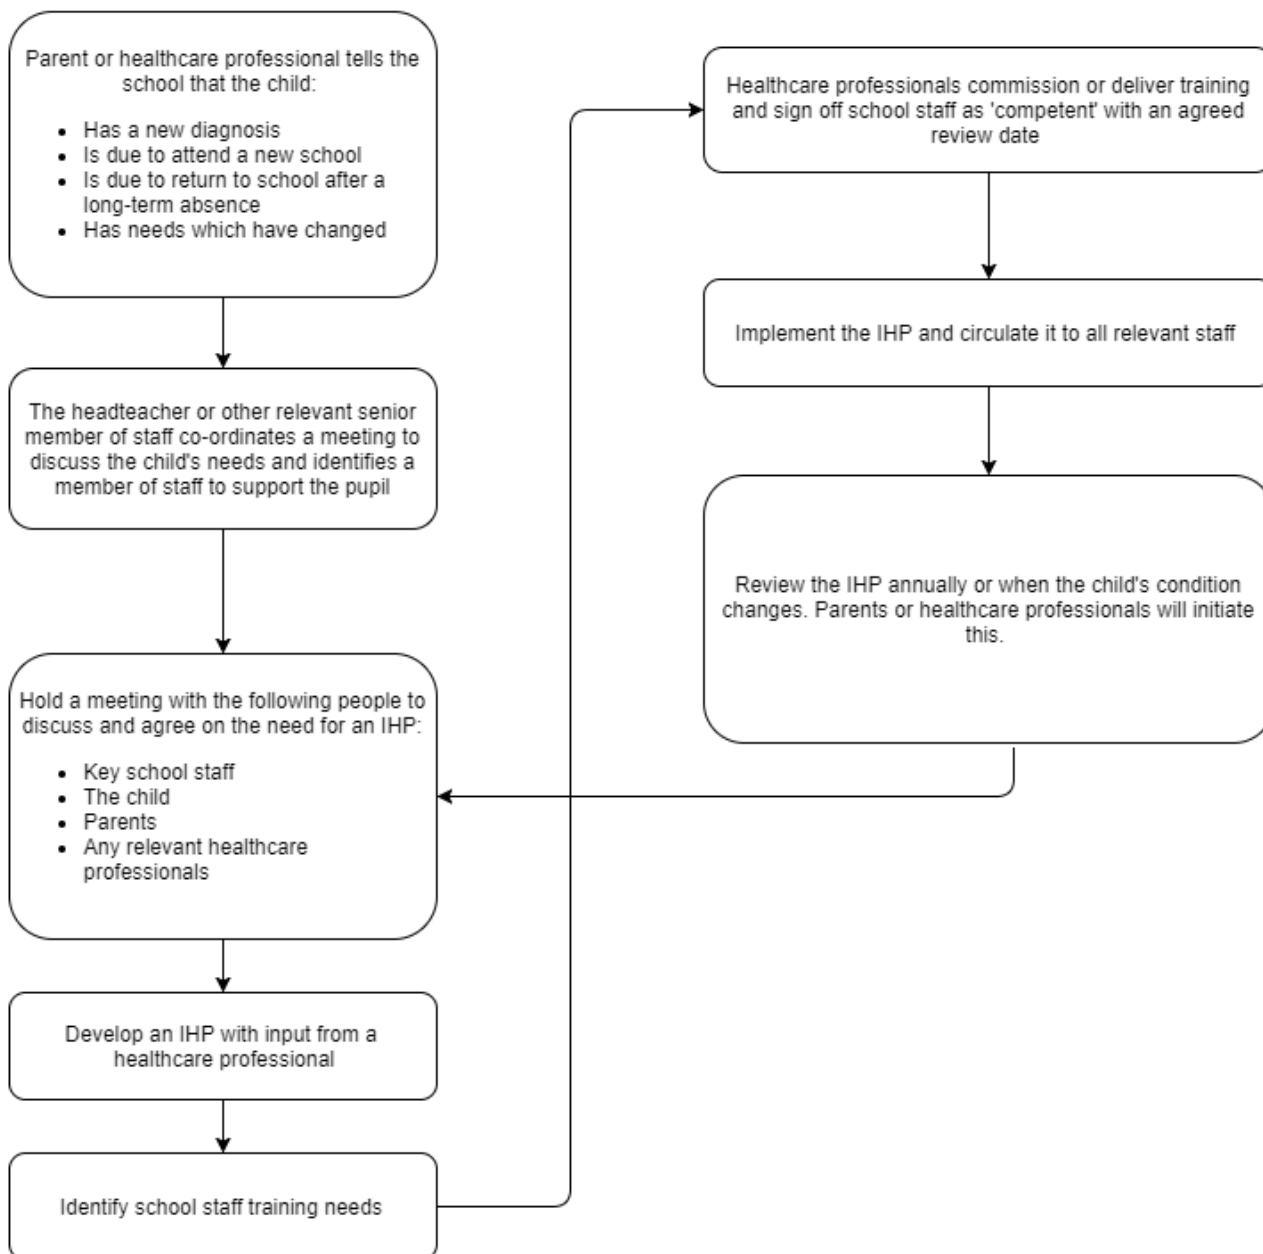 Parent or healthcare professional tells the
school that the child:
• Has a new diagnosis
• Is due to attend a new school
• Is due to return to school after a
long-term absence
• Has needs which have changed
The headteacher or other relevant senior
member of staff co-ordinates a meeting to
discuss the child's needs and identifies a
member of staff to support the pupil
Hold a meeting with the following people to
discuss and agree on the need for an IHP:
• Key school staff
• The child
• Parents
• Any relevant healthcare
professionals
Develop an IHP with input from a
healthcare professional
Identify school staff training needs
Healthcare professionals commission or deliver training
and sign off school staff as 'competent' with an agreed
review date
Implement the IHP and circulate it to all relevant staff
Review the IHP annually or when the child's condition
changes. Parents or healthcare professionals will initiate
this.